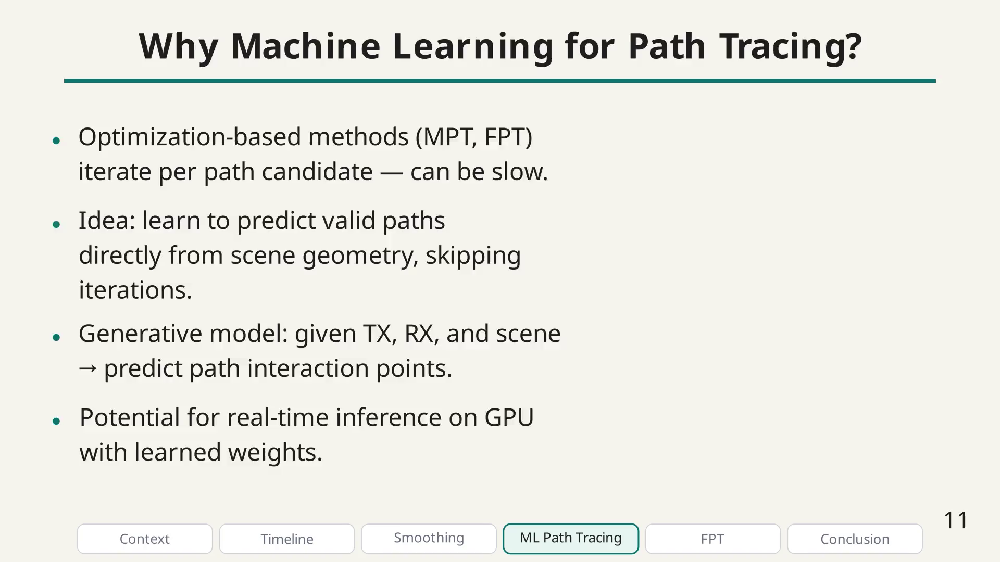 Why Machine Learning for Path Tracing?
• Optimization-based methods (MPT, FPT)
iterate per path candidate — can be slow.
• Idea: learn to predict valid paths
directly from scene geometry, skipping
iterations.
• Generative model: given TX, RX, and scene
→ predict path interaction points.
• Potential for real-time inference on GPU
with learned weights.
11
Context
Timeline
Smoothing
ML Path Tracing
FPT
Conclusion